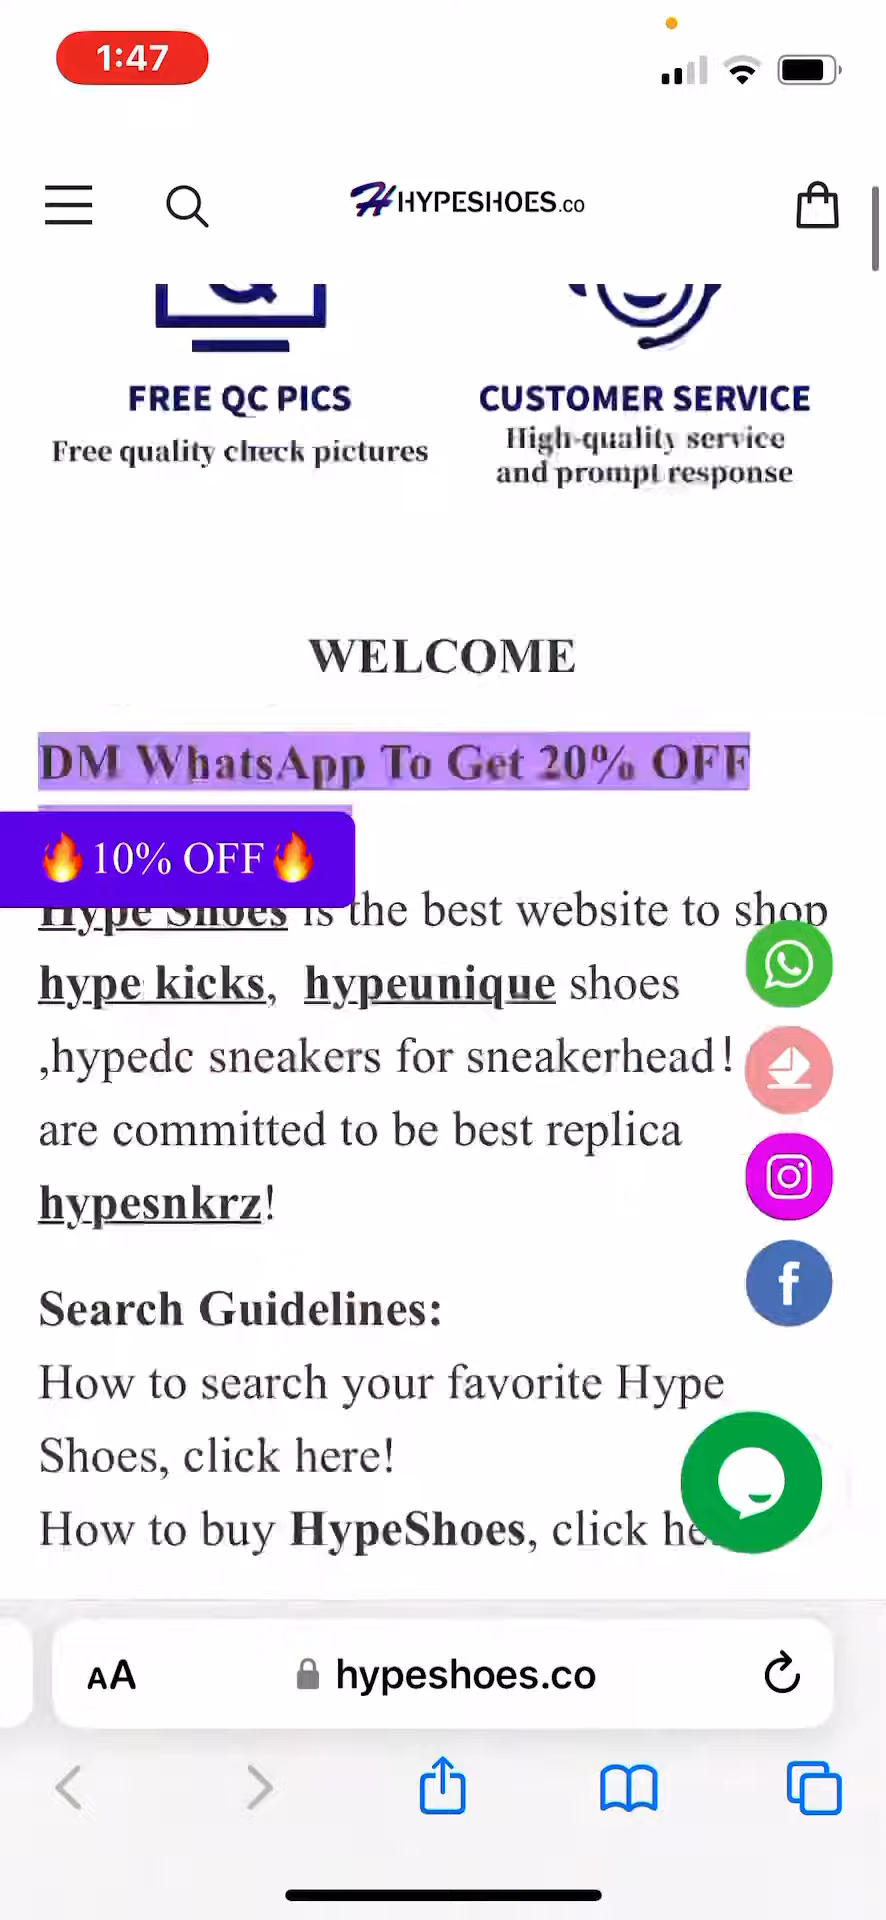 1:47
HYPESHOES.co
FREE QC PICS
Free quality check pictures
CUSTOMER SERVICE
High-quality service
and prompt response
WELCOME
DM WhatsApp To Get 20% OFF
🔥10% OFF🔥
Hype Shoes is the best website to shop
hype kicks, hypeunique shoes
,hypedc sneakers for sneakerhead!
are committed to be best replica
hypesnkrz!
Search Guidelines:
How to search your favorite Hype
Shoes, click here!
How to buy HypeShoes, click
AA
hypeshoes.co